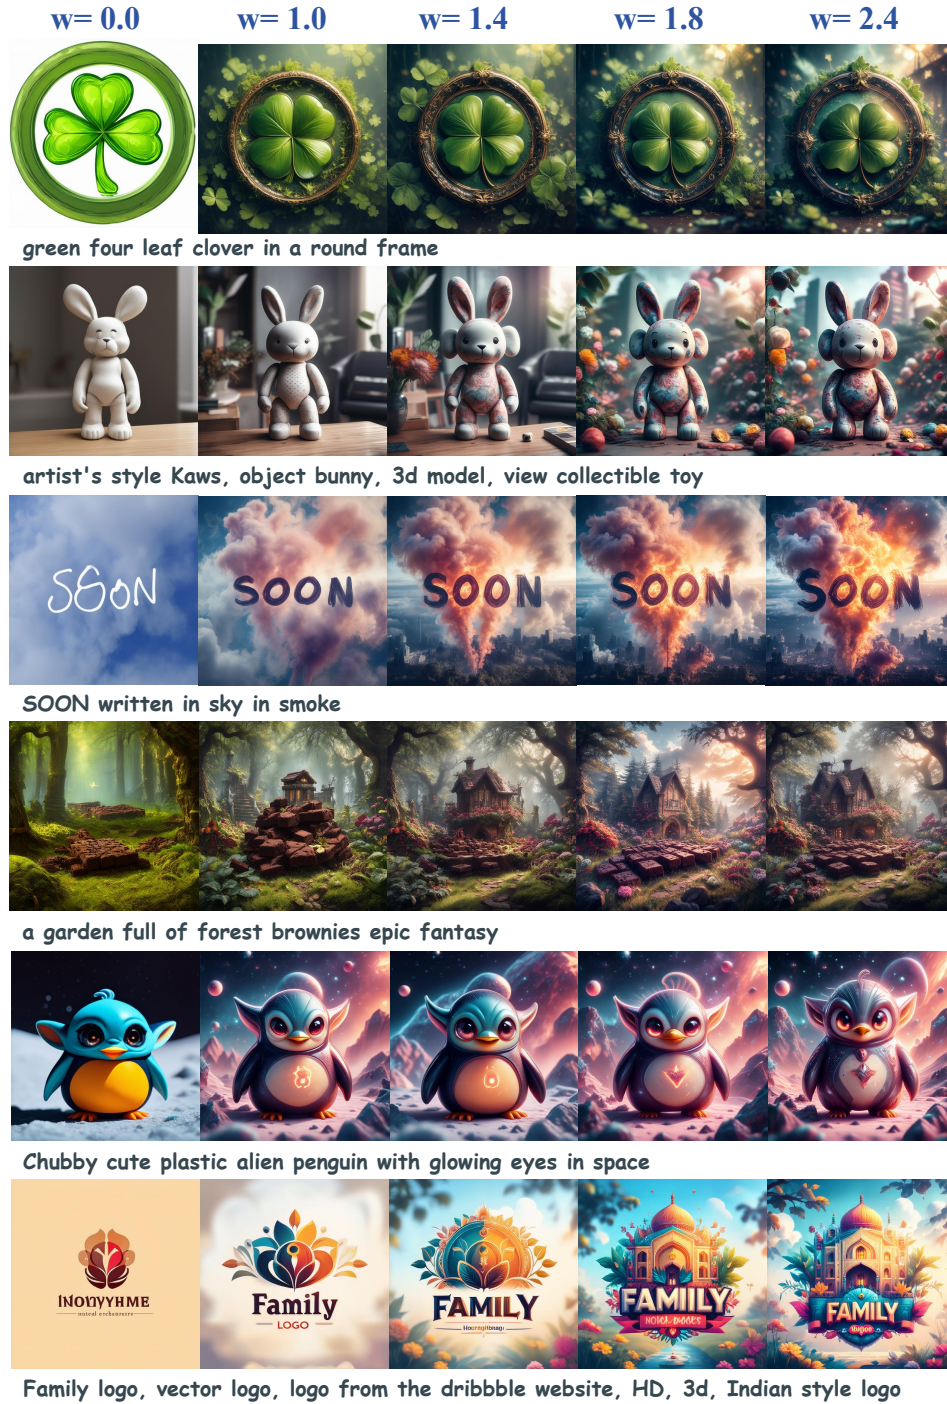 w= 0.0 w= 1.0 w= 1.4 w= 1.8 w= 2.4
green four leaf clover in a round frame
artist's style Kaws, object bunny, 3d model, view collectible toy
SOON SOON SOON SOON SOON
SOON written in sky in smoke
a garden full of forest brownies epic fantasy
Chubby cute plastic alien penguin with glowing eyes in space
Family FAMILY FAMIILY FAMILY
LOGO
Family logo, vector logo, logo from the dribbble website, HD, 3d, Indian style logo